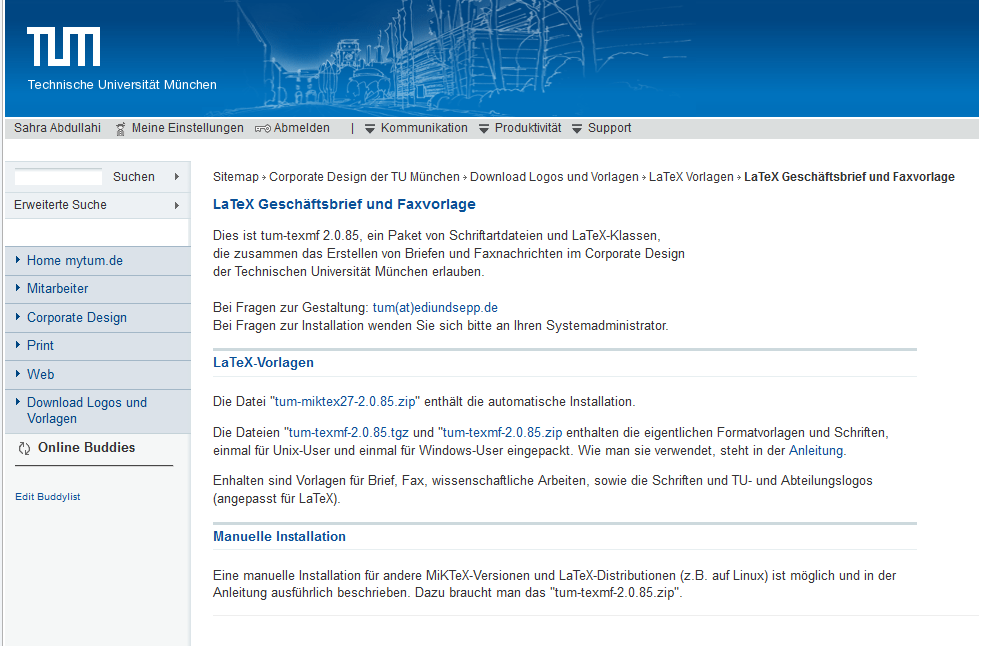 TUM
Technische Universität München
Sahra Abdullahi Meine Einstellungen Abmelden | Kommunikation Produktivität Support
Suchen
Erweiterte Suche
Home mytum.de
Mitarbeiter
Corporate Design
Print
Web
Download Logos und
Vorlagen
Online Buddies
Edit Buddylist
Sitemap › Corporate Design der TU München › Download Logos und Vorlagen › LaTeX Vorlagen › LaTeX Geschäftsbrief und Faxvorlage
LaTeX Geschäftsbrief und Faxvorlage
Dies ist tum-texmf 2.0.85, ein Paket von Schriftartdateien und LaTeX-Klassen,
die zusammen das Erstellen von Briefen und Faxnachrichten im Corporate Design
der Technischen Universität München erlauben.
Bei Fragen zur Gestaltung: tum(at)ediundsepp.de
Bei Fragen zur Installation wenden Sie sich bitte an Ihren Systemadministrator.
LaTeX-Vorlagen
Die Datei "tum-miktex27-2.0.85.zip" enthält die automatische Installation.
Die Dateien "tum-texmf-2.0.85.tgz und "tum-texmf-2.0.85.zip enthalten die eigentlichen Formatvorlagen und Schriften,
einmal für Unix-User und einmal für Windows-User eingepackt. Wie man sie verwendet, steht in der Anleitung.
Enhalten sind Vorlagen für Brief, Fax, wissenschaftliche Arbeiten, sowie die Schriften und TU- und Abteilungslogos
(angepasst für LaTeX).
Manuelle Installation
Eine manuelle Installation für andere MiKTeX-Versionen und LaTeX-Distributionen (z.B. auf Linux) ist möglich und in der
Anleitung ausführlich beschrieben. Dazu braucht man das "tum-texmf-2.0.85.zip".